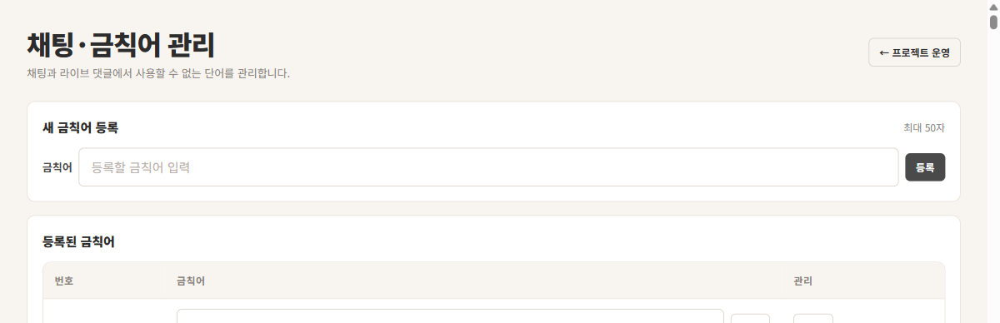 채팅·금칙어 관리
채팅과 라이브 댓글에서 사용할 수 없는 단어를 관리합니다.
← 프로젝트 운영
새 금칙어 등록
최대 50자
금칙어
등록할 금칙어 입력
등록
등록된 금칙어
번호 금칙어 관리